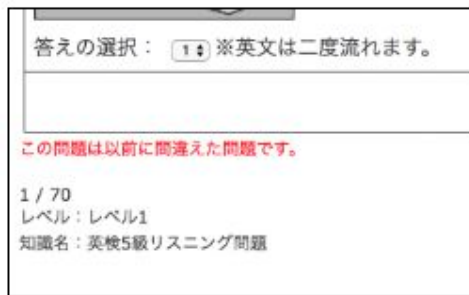 答えの選択： 1 ※英文は二度流れます。
この問題は以前に間違えた問題です。
1 / 70
レベル：レベル1
知識名：英検5級リスニング問題